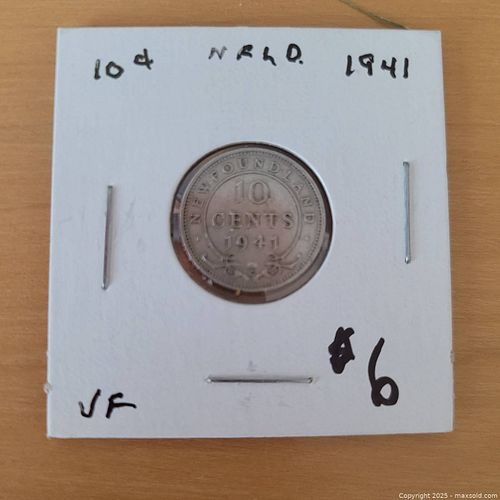 10¢ NFLD. 1941
NEWFOUNDLAND
10
CENTS
1941
$6
VF
Copyright 2025 - maxsold.com